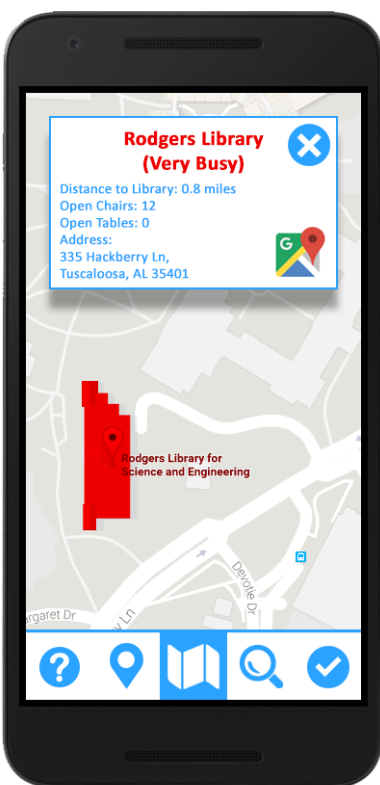 Rodgers Library
(Very Busy)
Distance to Library: 0.8 miles
Open Chairs: 12
Open Tables: 0
Address:
335 Hackberry Ln,
Tuscaloosa, AL 35401
G
Rodgers Library for
Science and Engineering
Devotie Dr
rgaret Dr
y Ln
?